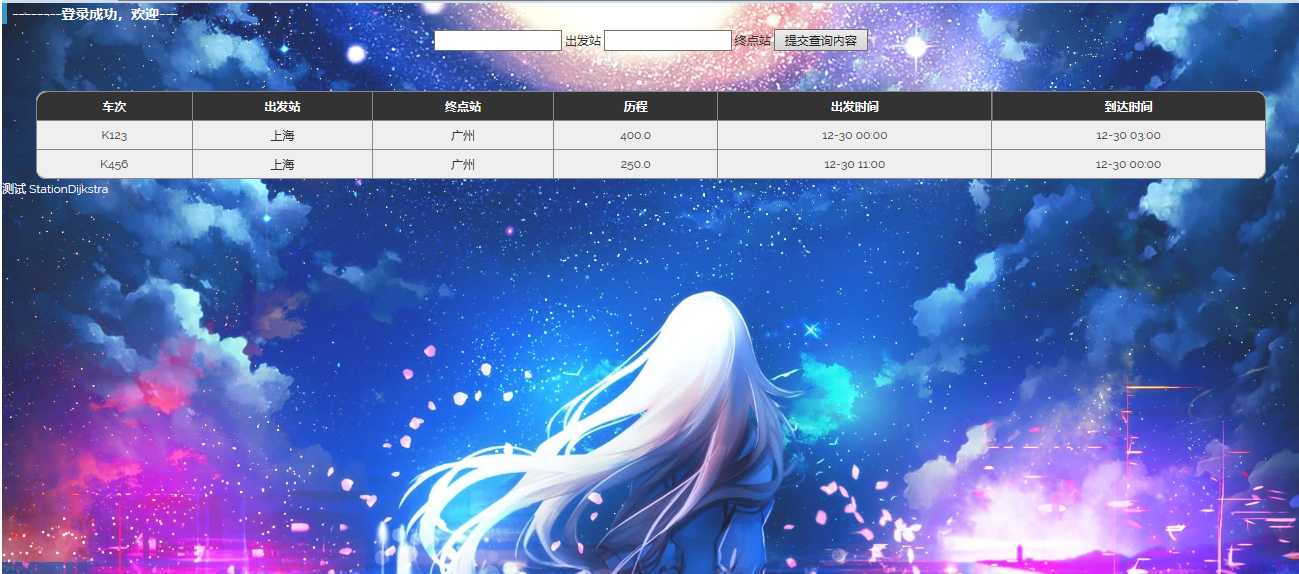 ---------登录成功，欢迎----
出发站 终点站 提交查询内容
车次 出发站 终点站 历程 出发时间 到达时间
K123 上海 广州 400.0 12-30 00:00 12-30 03:00
K456 上海 广州 250.0 12-30 11:00 12-30 00:00
测试 StationDijkstra